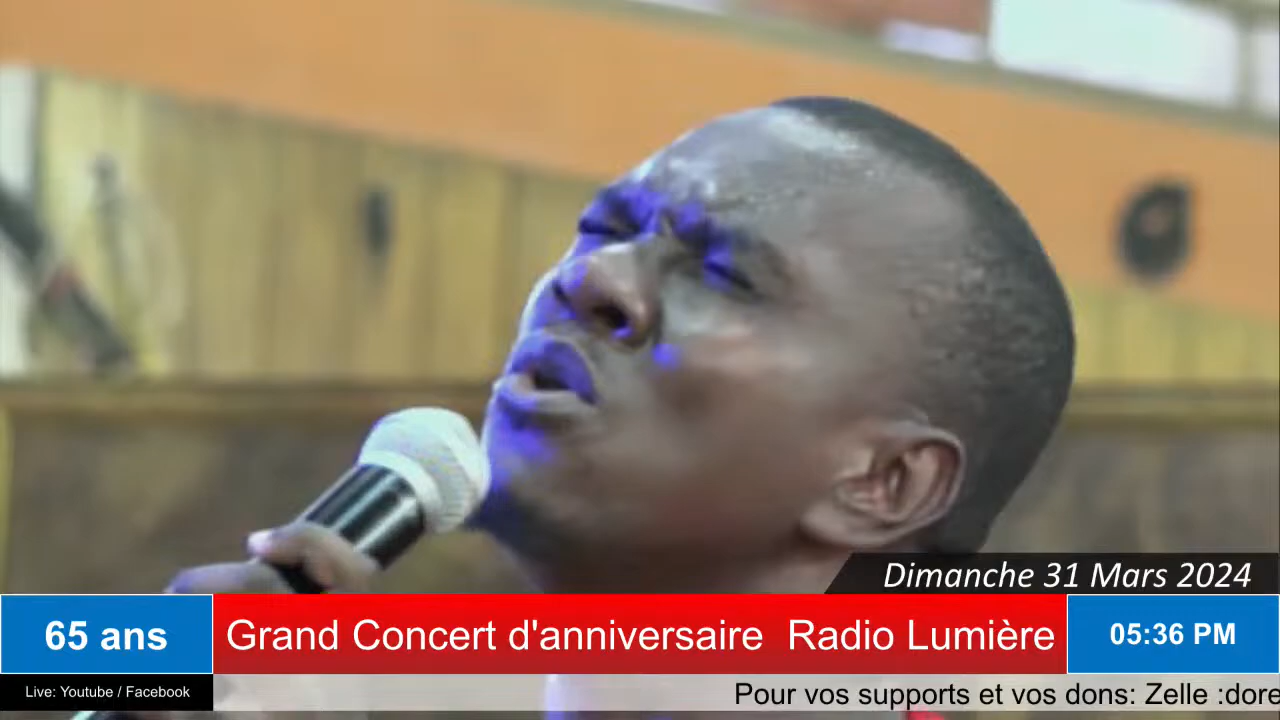 Dimanche 31 Mars 2024
65 ans
Grand Concert d'anniversaire  Radio Lumière
05:36 PM
Live: Youtube / Facebook
Pour vos supports et vos dons: Zelle :dore